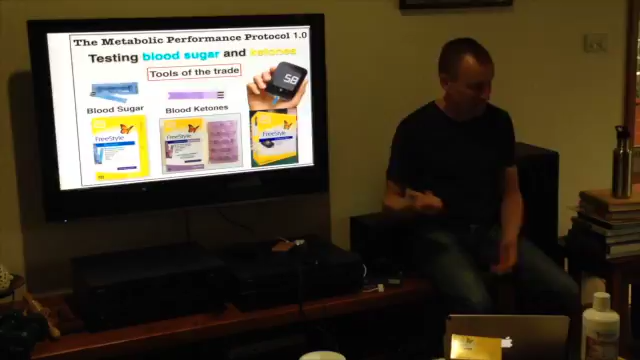 The Metabolic Performance Protocol 1.0
Testing blood sugar and ketones
Tools of the trade
Blood Sugar
Blood Ketones
FreeStyle
FreeStyle
FreeStyle